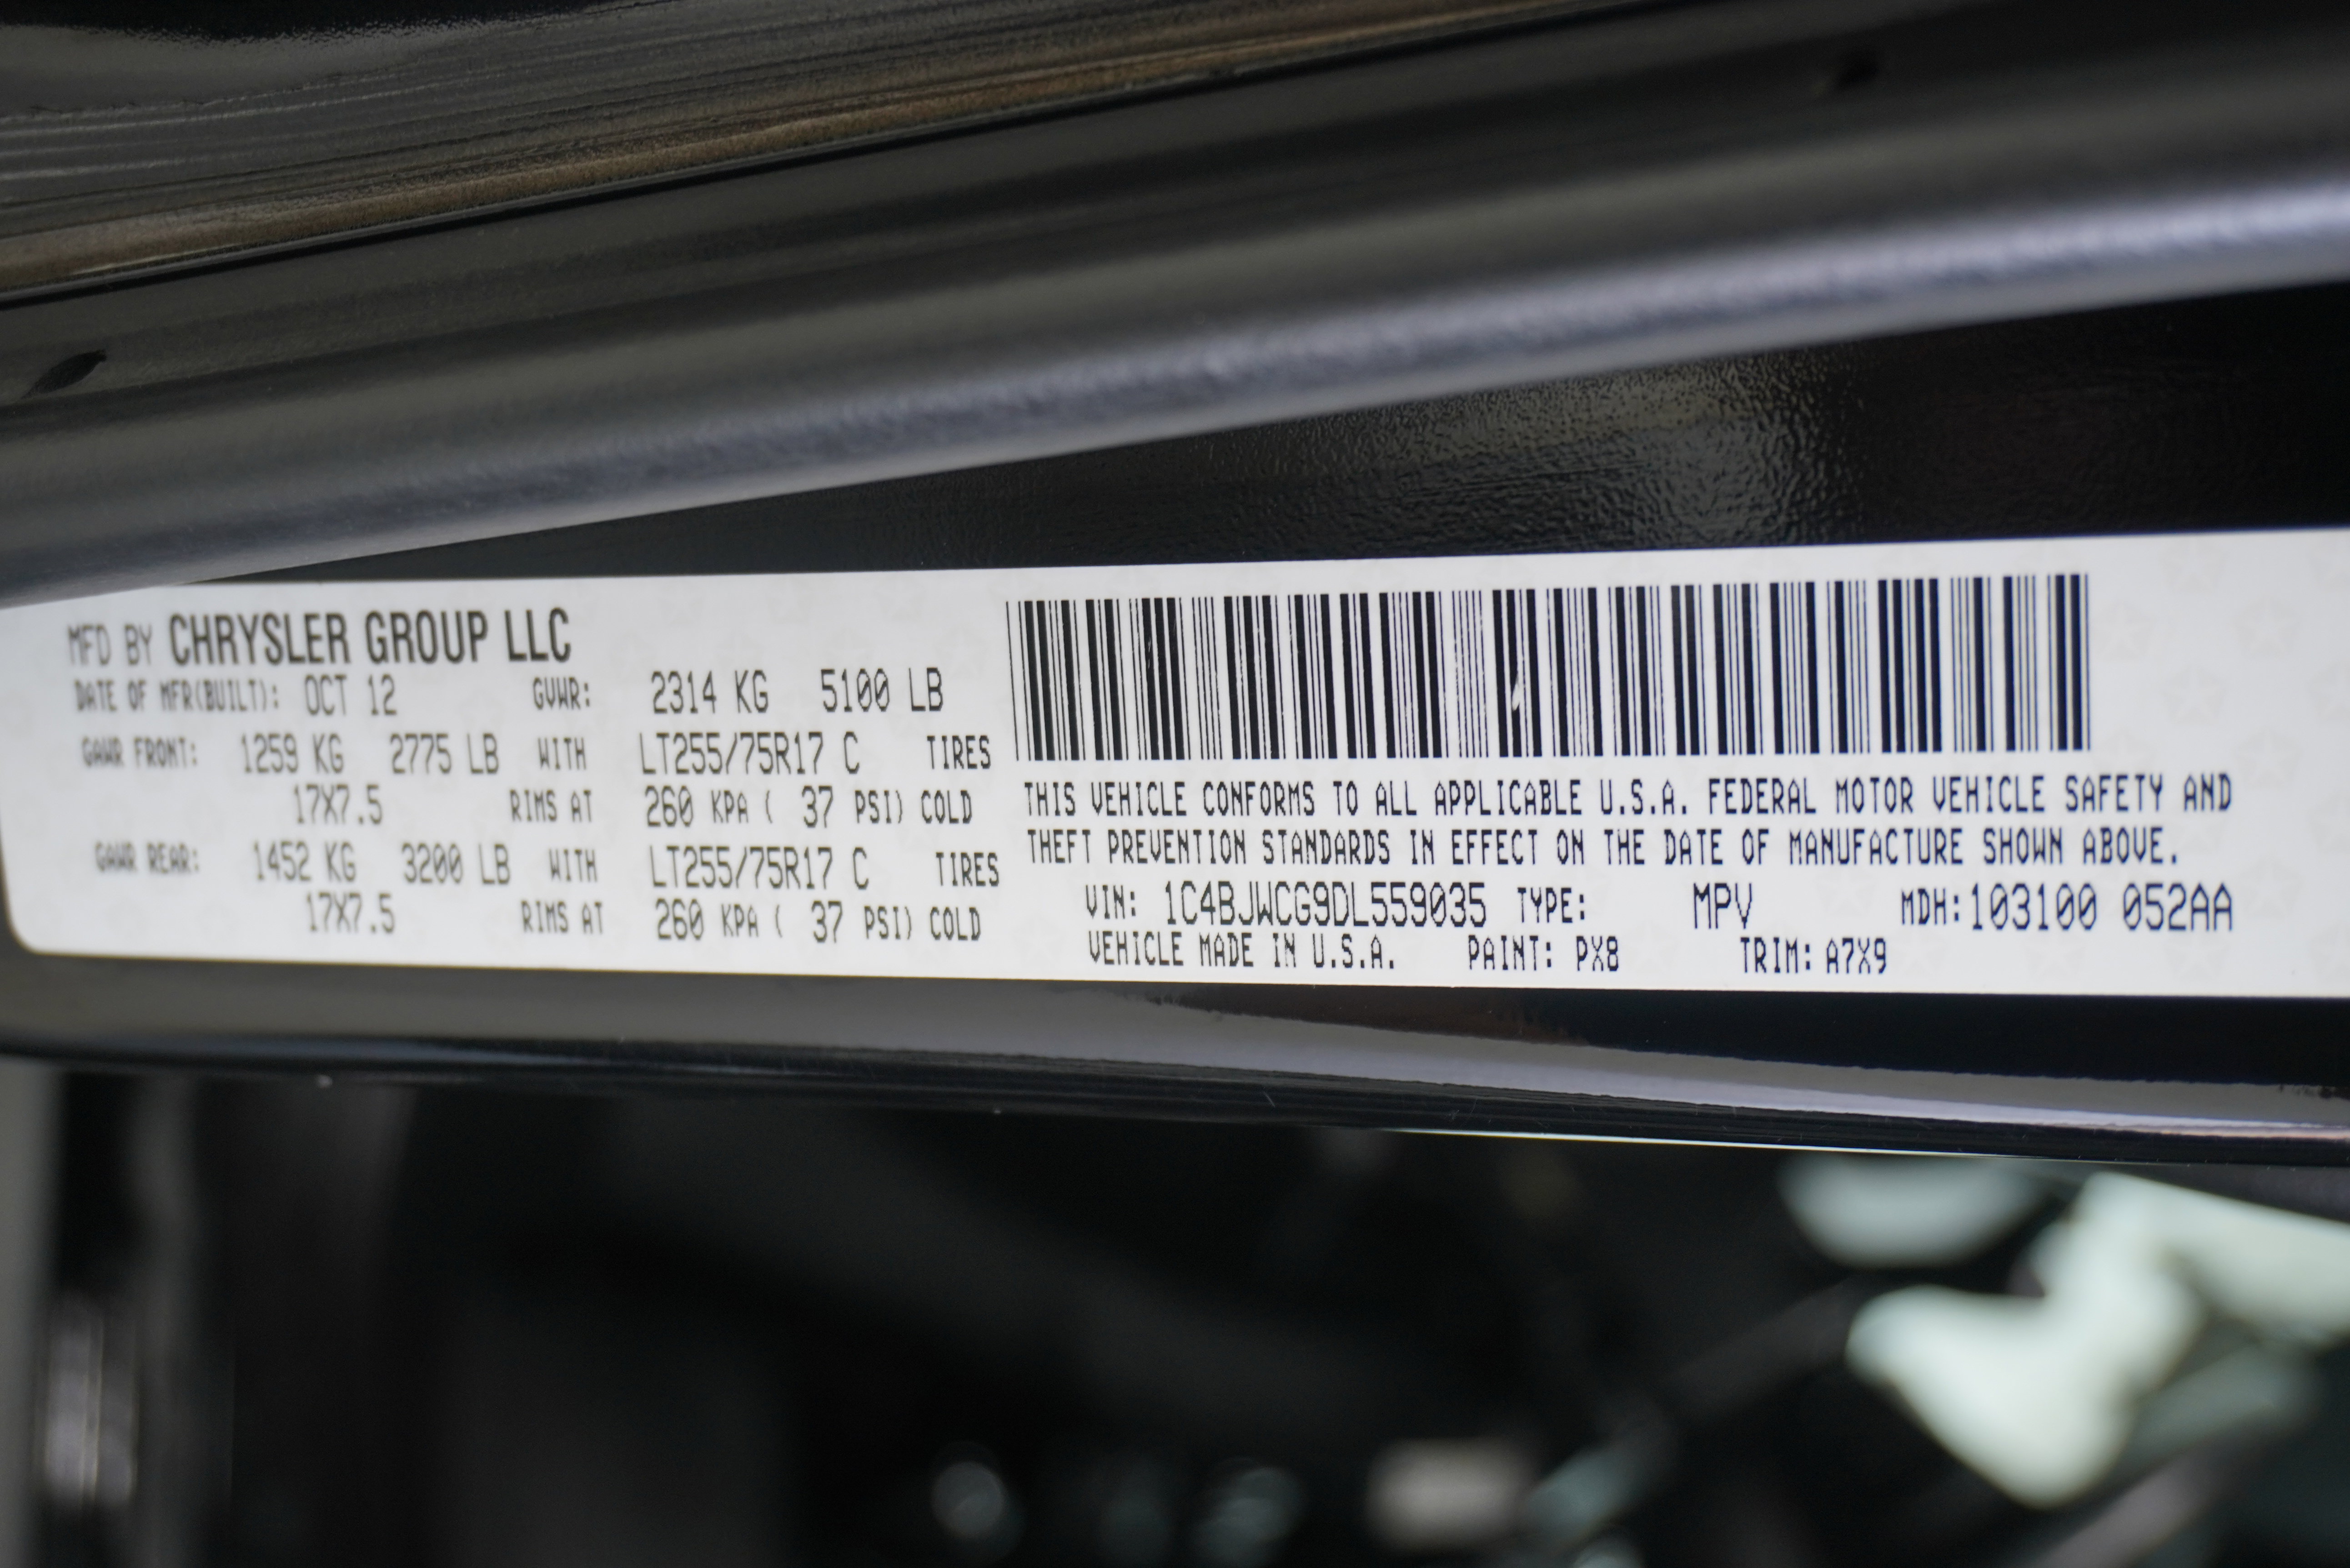 MFD BY CHRYSLER GROUP LLC
DATE OF MFR(BUILT): OCT 12 GVWR: 2314 KG 5100 LB
GAWR FRONT: 1259 KG 2775 LB WITH LT255/75R17 C TIRES
17X7.5 RIMS AT 260 KPA ( 37 PSI) COLD
GAWR REAR: 1452 KG 3200 LB WITH LT255/75R17 C TIRES
17X7.5 RIMS AT 260 KPA ( 37 PSI) COLD
THIS VEHICLE CONFORMS TO ALL APPLICABLE U.S.A. FEDERAL MOTOR VEHICLE SAFETY AND
THEFT PREVENTION STANDARDS IN EFFECT ON THE DATE OF MANUFACTURE SHOWN ABOVE.
VIN: 1C4BJWCG9DL559035 TYPE: MPV MDH:103100 052AA
VEHICLE MADE IN U.S.A. PAINT: PX8 TRIM: A7X9